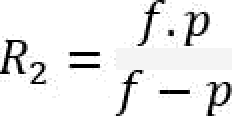 R₂ = f.p / f − p